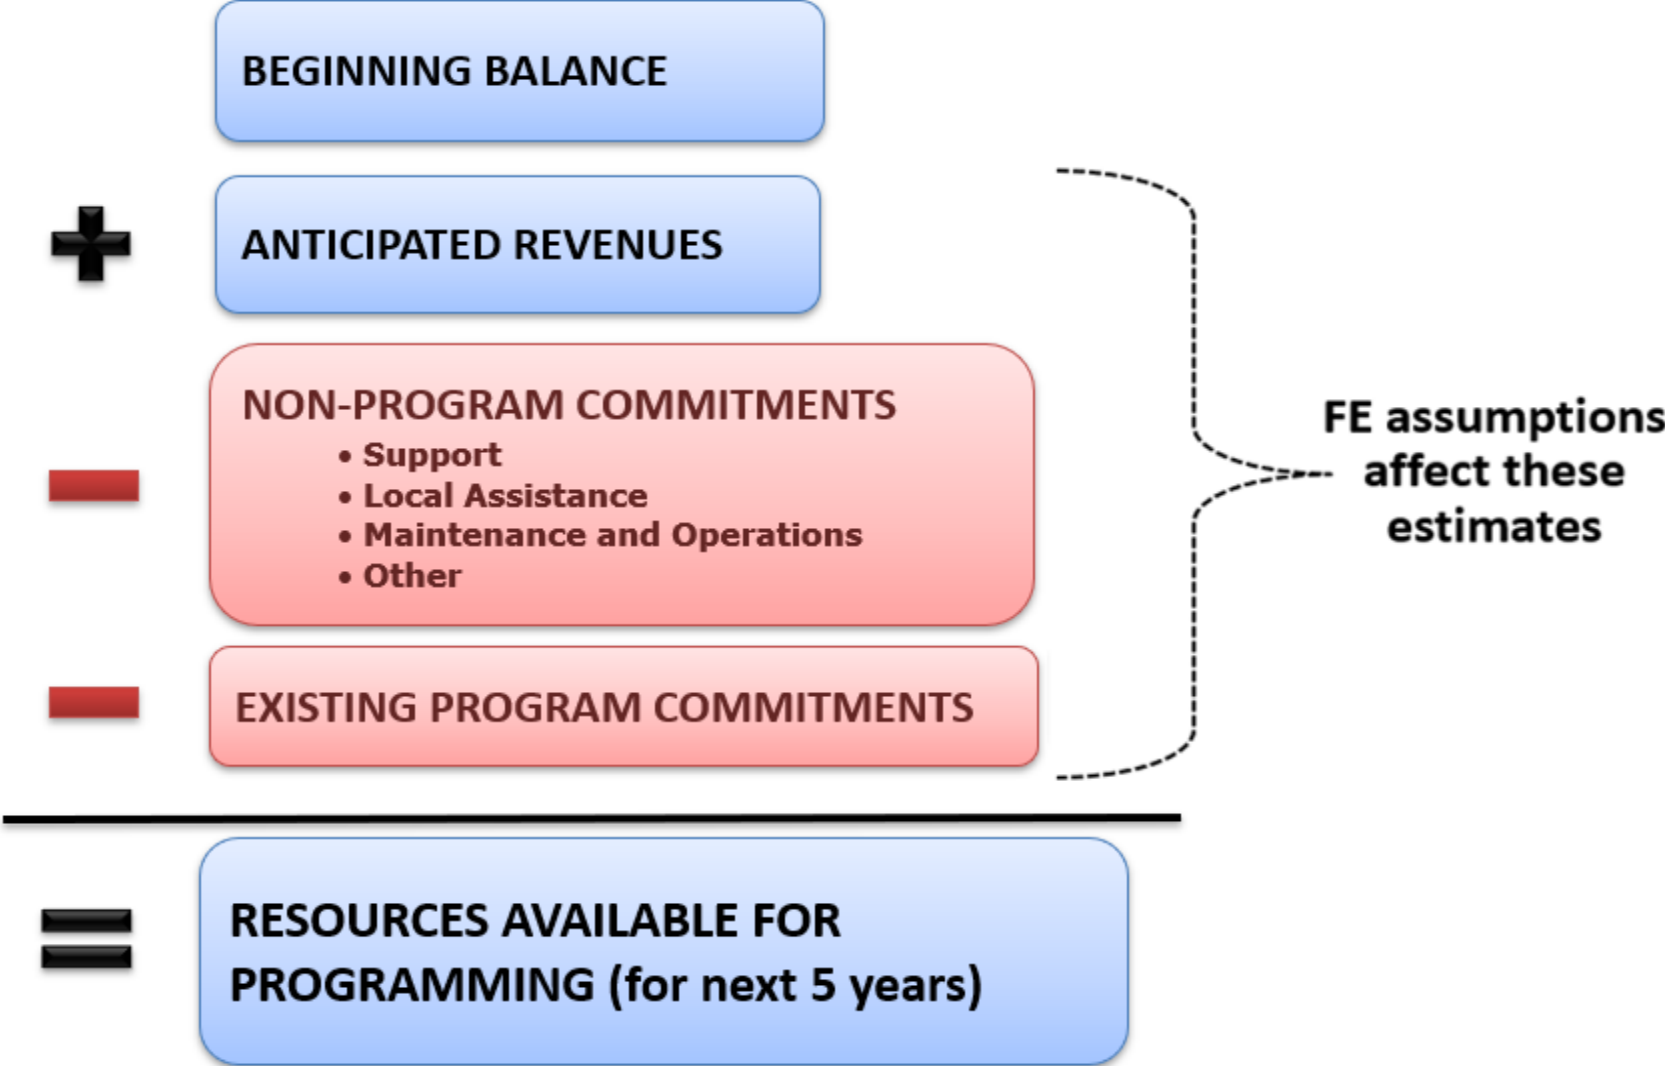 BEGINNING BALANCE
ANTICIPATED REVENUES
NON-PROGRAM COMMITMENTS
• Support
• Local Assistance
• Maintenance and Operations
• Other
EXISTING PROGRAM COMMITMENTS
FE assumptions
affect these
estimates
RESOURCES AVAILABLE FOR
PROGRAMMING (for next 5 years)